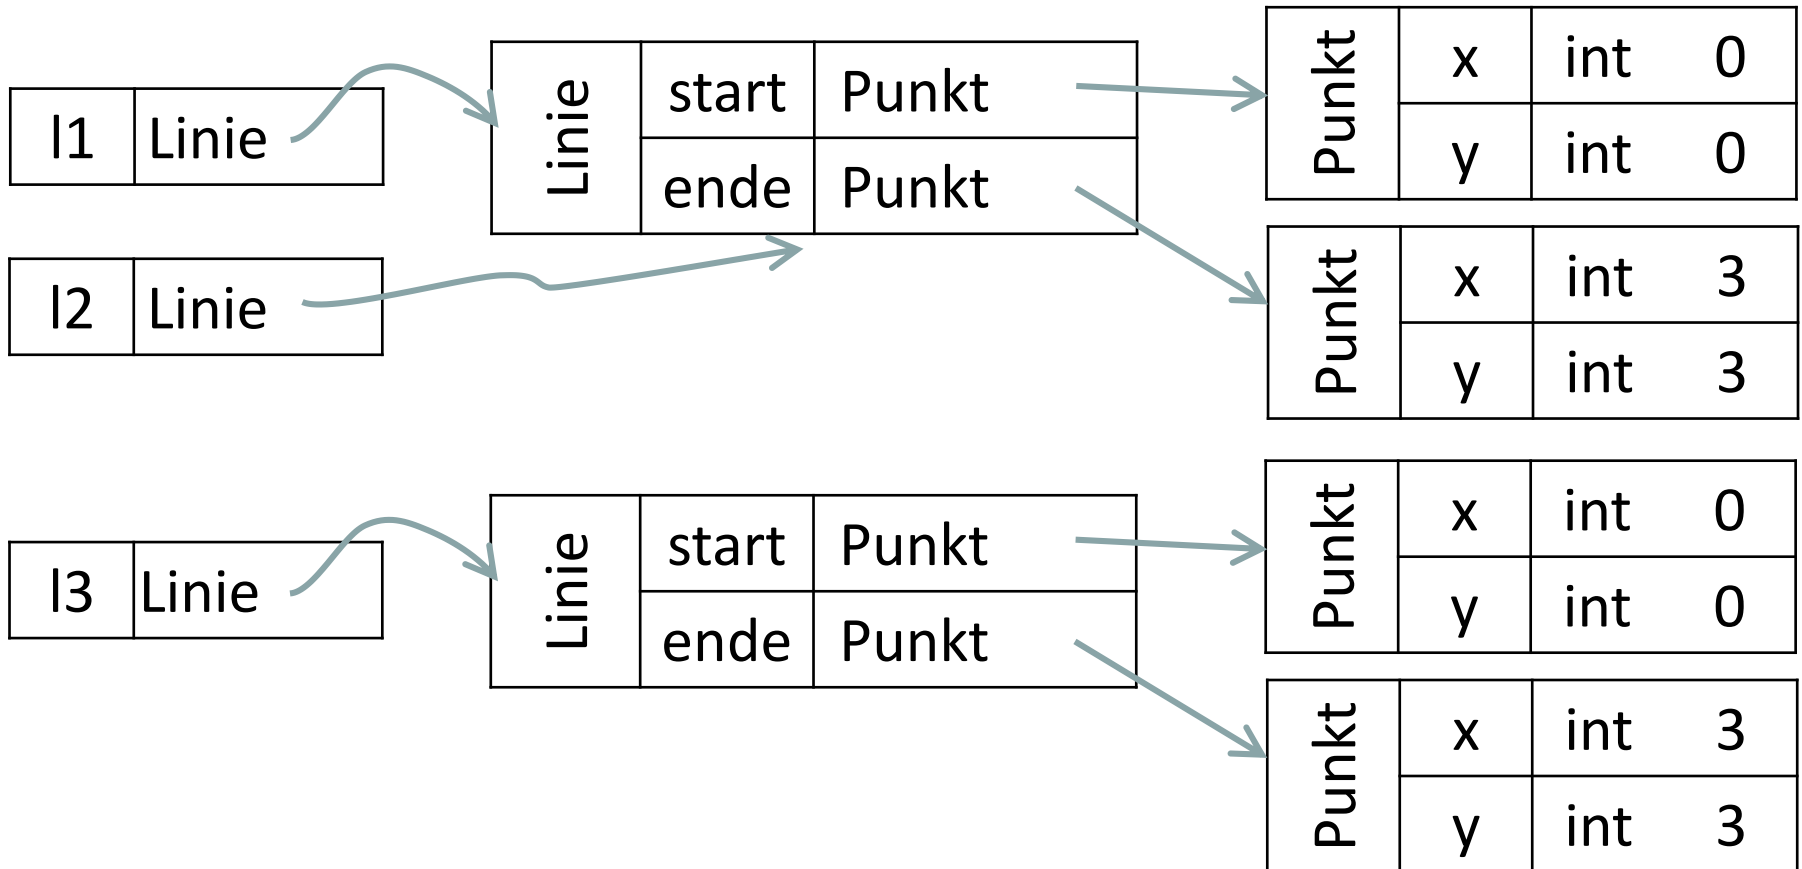 l1 Linie
Linie
start Punkt
ende Punkt
Punkt
x int 0
y int 0
l2 Linie
Punkt
x int 3
y int 3
l3 Linie
Linie
start Punkt
ende Punkt
Punkt
x int 0
y int 0
Punkt
x int 3
y int 3